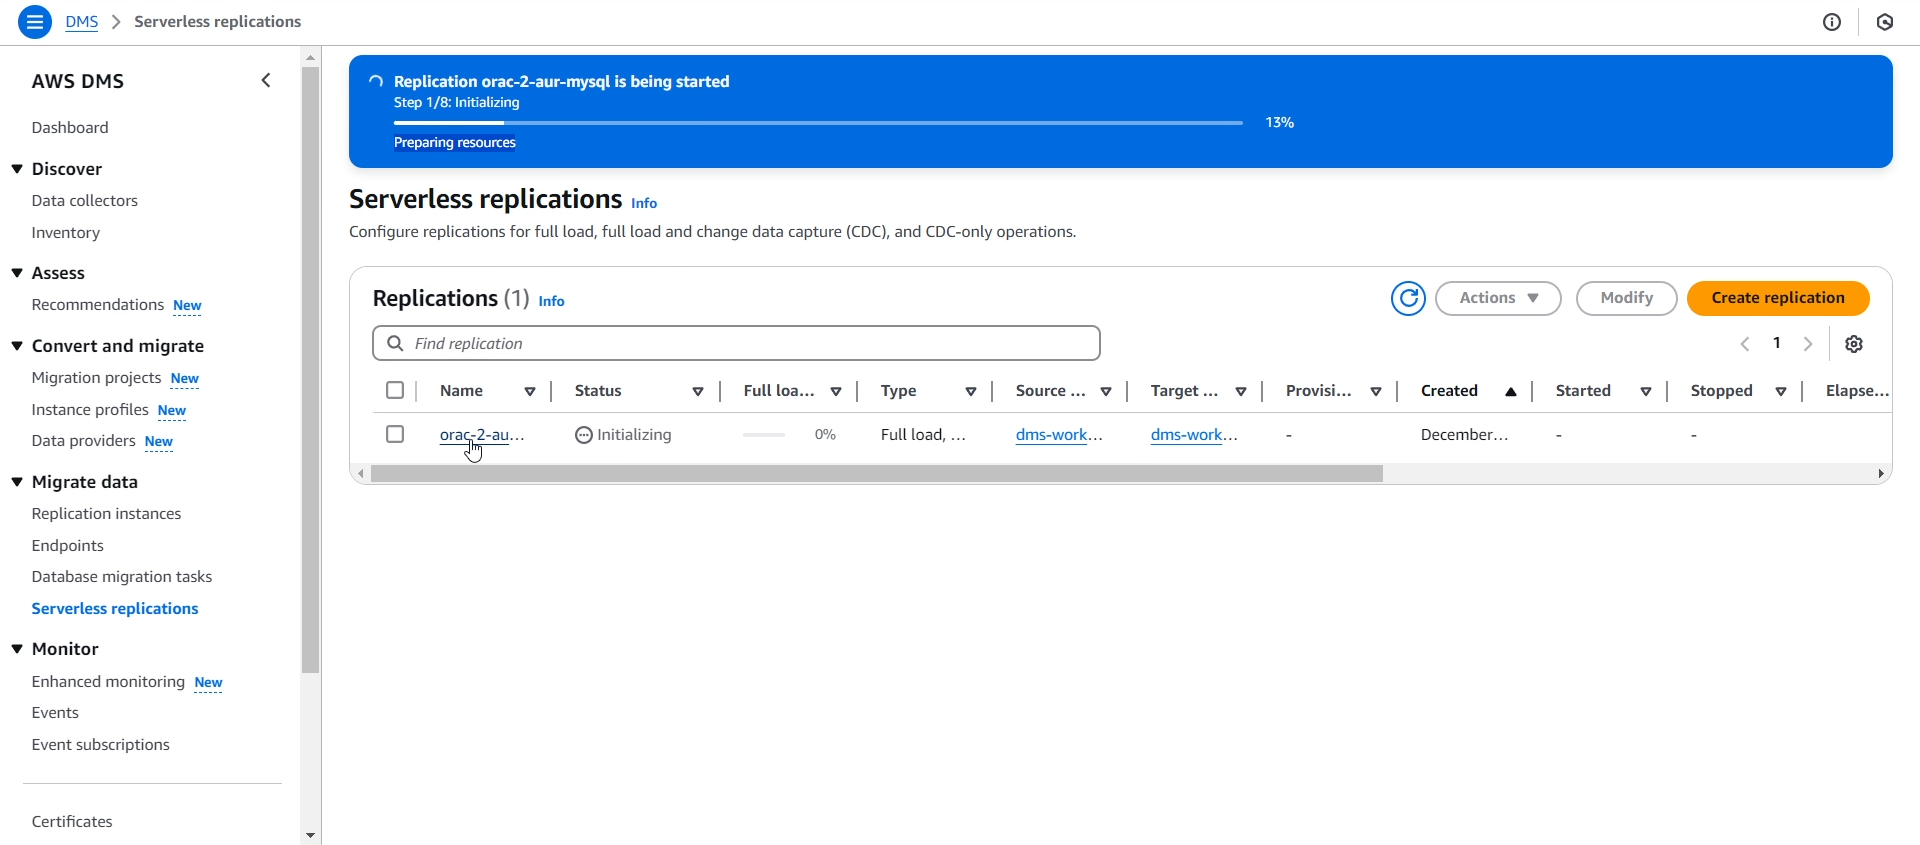 DMS > Serverless replications
AWS DMS
Dashboard
Discover
Data collectors
Inventory
Assess
Recommendations New
Convert and migrate
Migration projects New
Instance profiles New
Data providers New
Migrate data
Replication instances
Endpoints
Database migration tasks
Serverless replications
Monitor
Enhanced monitoring New
Events
Event subscriptions
Certificates
Replication orac-2-aur-mysql is being started
Step 1/8: Initializing
13%
Preparing resources
Serverless replications Info
Configure replications for full load, full load and change data capture (CDC), and CDC-only operations.
Replications (1) Info
Actions Modify Create replication
Find replication
1
Name Status Full loa... Type Source ... Target ... Provisi... Created Started Stopped Elapse...
orac-2-au... Initializing 0% Full load, ... dms-work... dms-work... - December... - -